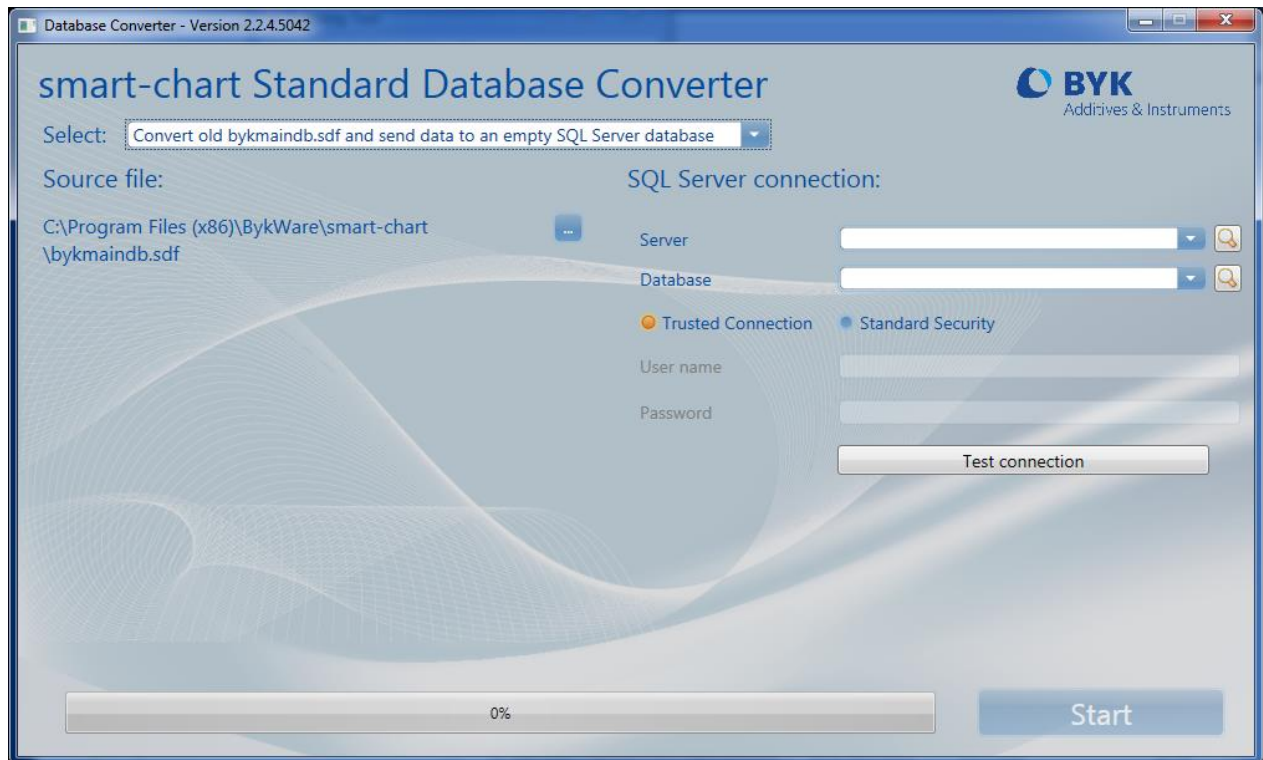 Database Converter - Version 2.2.4.5042
smart-chart Standard Database Converter
BYK
Additives & Instruments
Select: Convert old bykmaindb.sdf and send data to an empty SQL Server database
Source file:
SQL Server connection:
C:\Program Files (x86)\BykWare\smart-chart
\bykmaindb.sdf
...
Server
Database
Trusted Connection Standard Security
User name
Password
Test connection
0%
Start